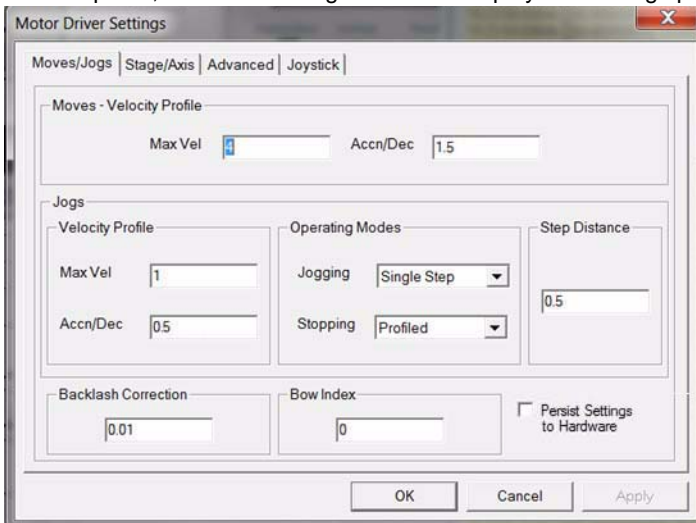 Motor Driver Settings
Moves/Jogs Stage/Axis Advanced Joystick
Moves - Velocity Profile
Max Vel 4 Accn/Dec 1.5
Jogs
Velocity Profile
Max Vel 1
Accn/Dec 0.5
Operating Modes
Jogging Single Step
Stopping Profiled
Step Distance
0.5
Backlash Correction
0.01
Bow Index
0
Persist Settings
to Hardware
OK Cancel Apply